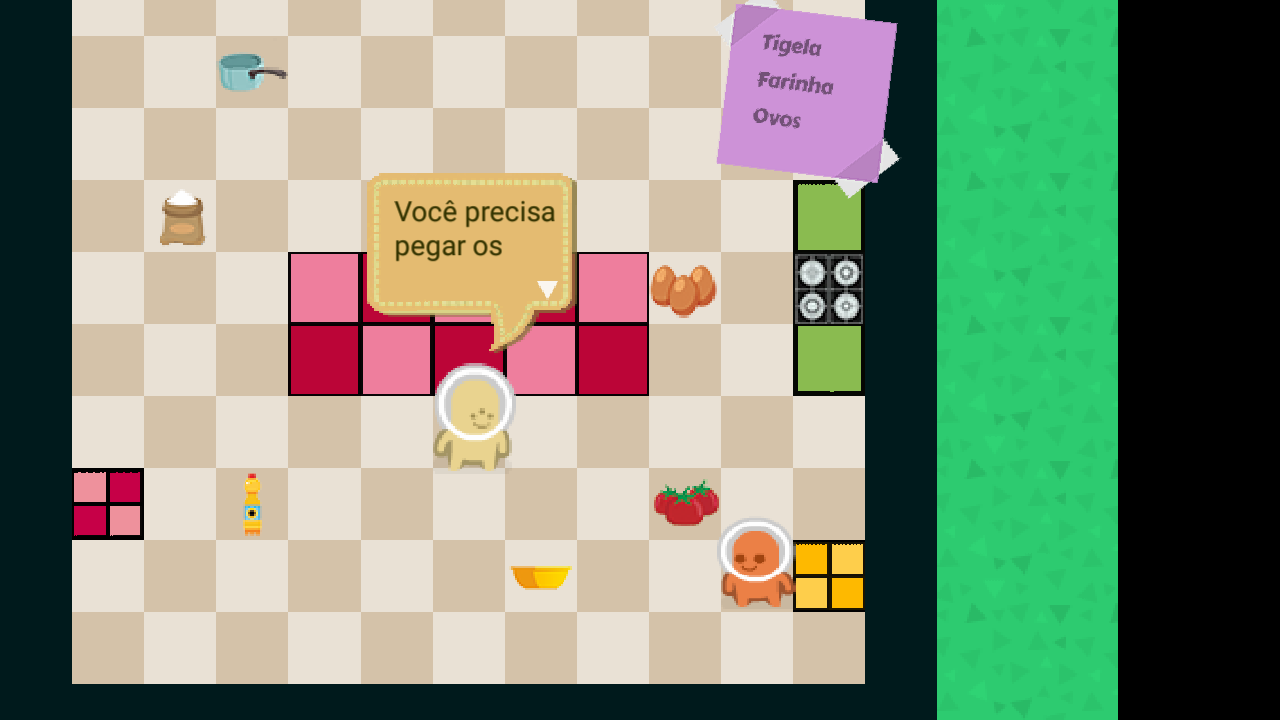 Tigela
Farinha
Ovos
Você precisa
pegar os